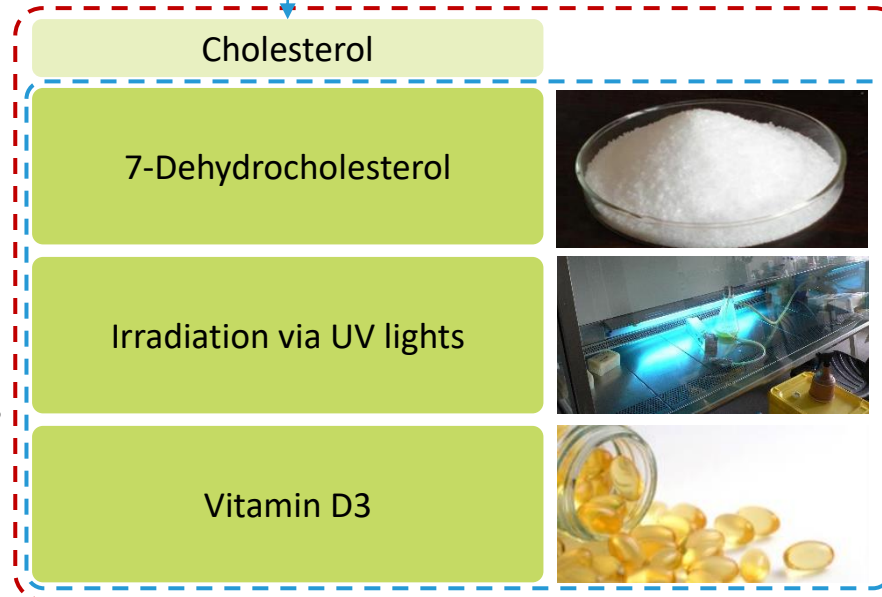 Cholesterol
7-Dehydrocholesterol
Irradiation via UV lights
Vitamin D3